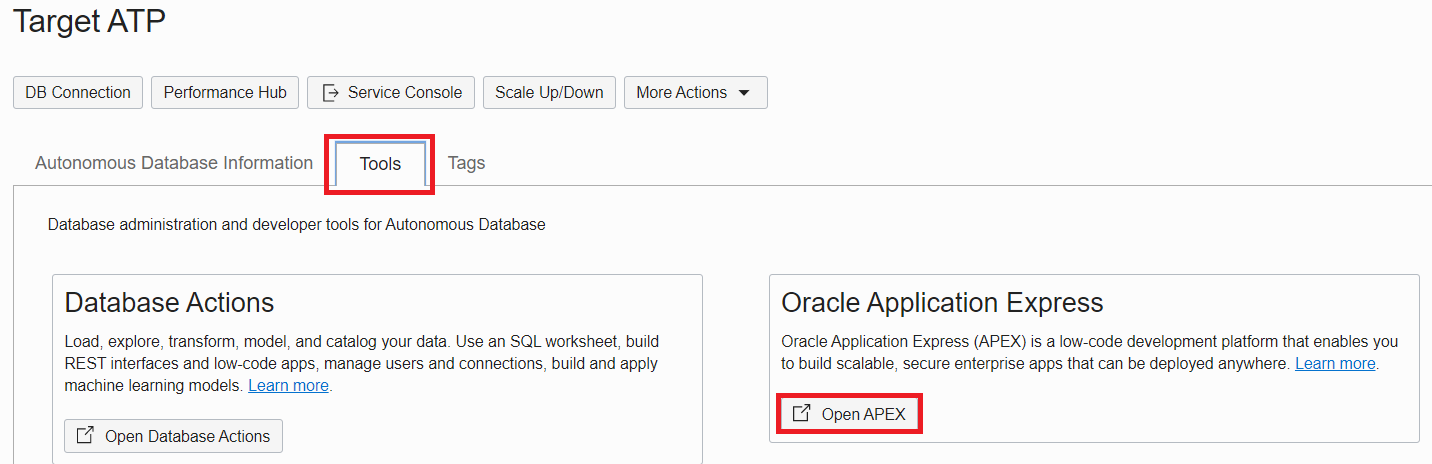 Target ATP
DB Connection
Performance Hub
Service Console
Scale Up/Down
More Actions
Autonomous Database Information
Tools
Tags
Database administration and developer tools for Autonomous Database
Database Actions
Load, explore, transform, model, and catalog your data. Use an SQL worksheet, build
REST interfaces and low-code apps, manage users and connections, build and apply
machine learning models. Learn more.
Open Database Actions
Oracle Application Express
Oracle Application Express (APEX) is a low-code development platform that enables you
to build scalable, secure enterprise apps that can be deployed anywhere. Learn more.
Open APEX